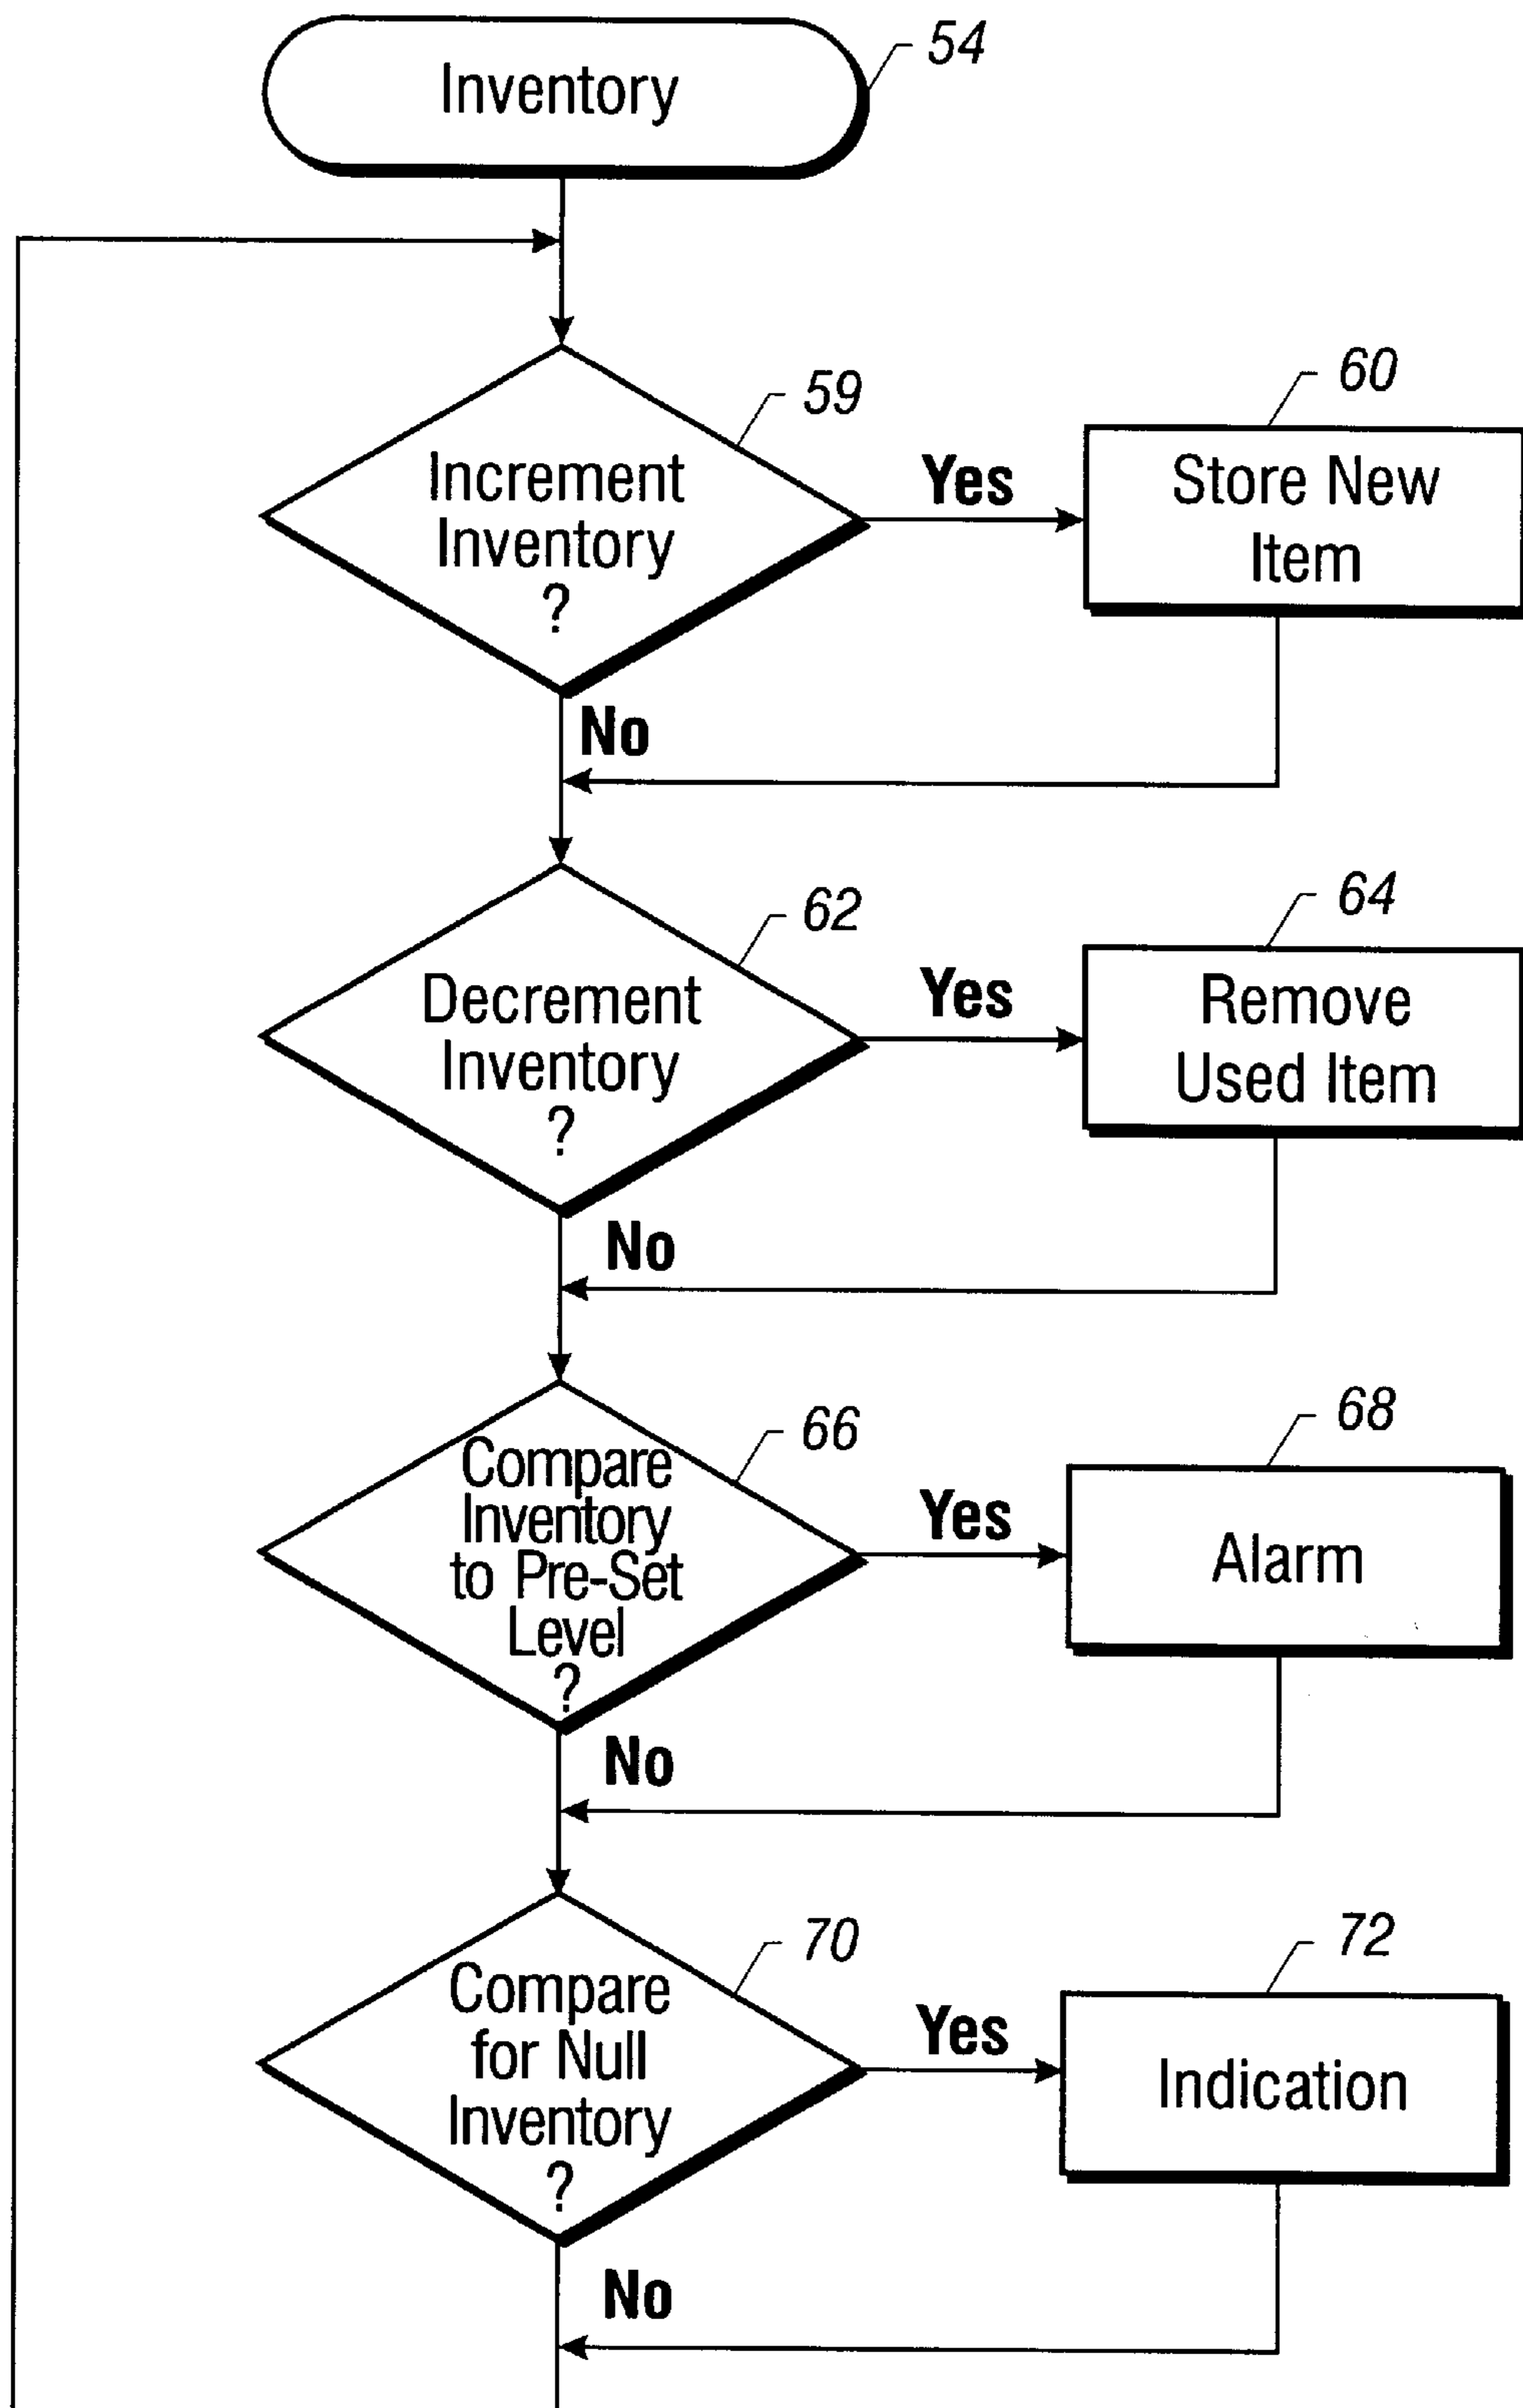 Inventory
54
Increment
Inventory
?
59
Yes
Store New
Item
60
No
Decrement
Inventory
?
62
Yes
Remove
Used Item
64
No
Compare
Inventory
to Pre-Set
Level
?
66
Yes
Alarm
68
No
Compare
for Null
Inventory
?
70
Yes
Indication
72
No